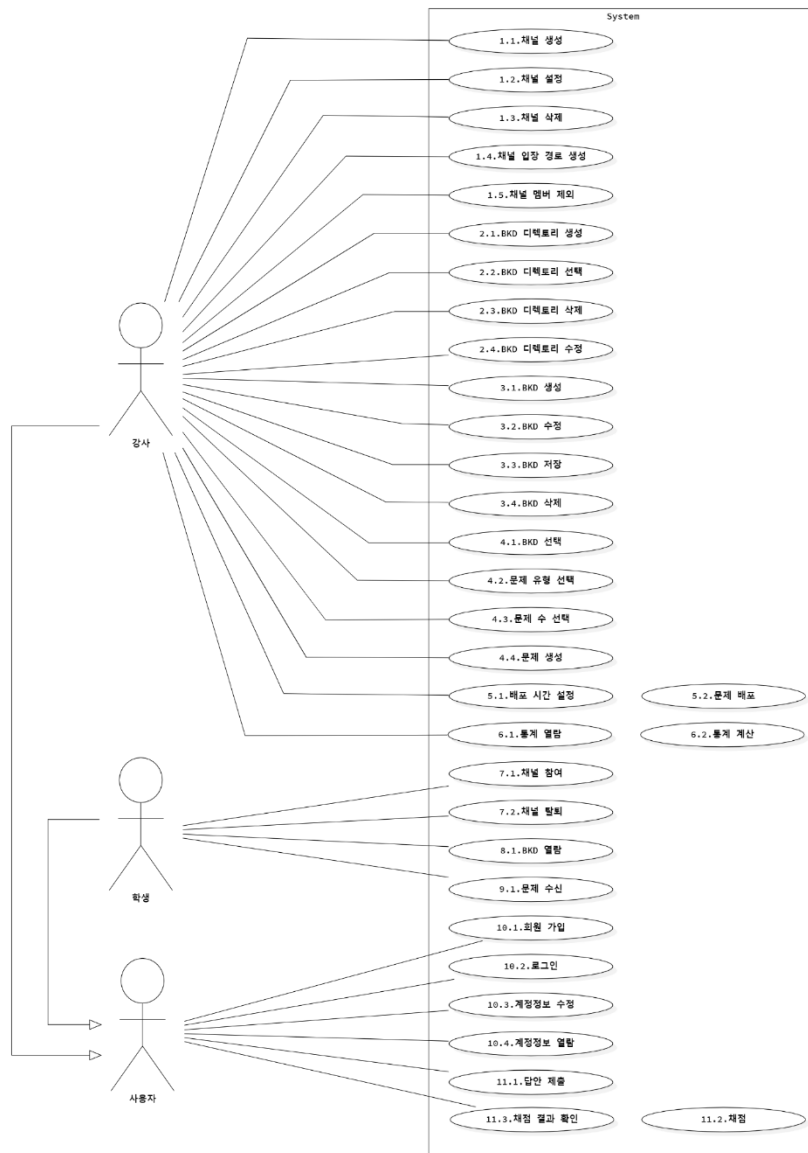 System
1.1.채널 생성
1.2.채널 설정
1.3.채널 삭제
1.4.채널 입장 경로 생성
1.5.채널 멤버 제외
2.1.BKD 디렉토리 생성
2.2.BKD 디렉토리 선택
2.3.BKD 디렉토리 삭제
2.4.BKD 디렉토리 수정
3.1.BKD 생성
3.2.BKD 수정
강사
3.3.BKD 저장
3.4.BKD 삭제
4.1.BKD 선택
4.2.문제 유형 선택
4.3.문제 수 선택
4.4.문제 생성
5.1.배포 시간 설정 5.2.문제 배포
6.1.통계 열람 6.2.통계 계산
7.1.채널 참여
7.2.채널 탈퇴
8.1.BKD 열람
9.1.문제 수신
학생
10.1.회원 가입
10.2.로그인
10.3.계정정보 수정
10.4.계정정보 열람
11.1.답안 제출
사용자
11.3.채점 결과 확인 11.2.채점